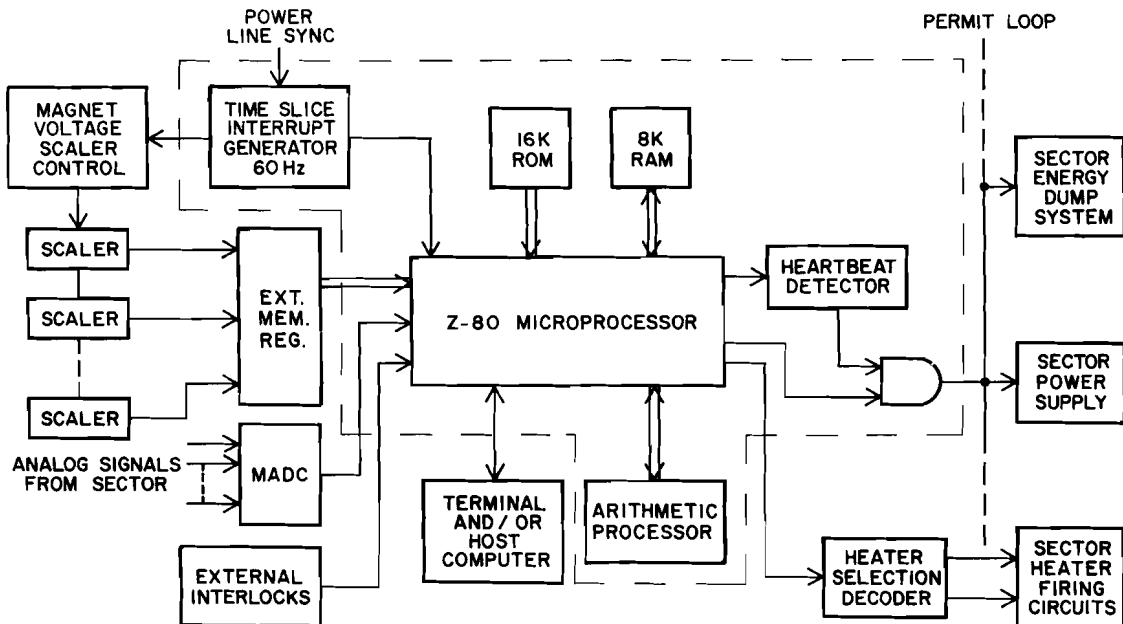 POWER
LINE SYNC
PERMIT LOOP
MAGNET
VOLTAGE
SCALER
CONTROL
TIME SLICE
INTERRUPT
GENERATOR
60 Hz
16K
ROM
8K
RAM
SECTOR
ENERGY
DUMP
SYSTEM
SCALER
SCALER
SCALER
EXT.
MEM.
REG.
Z-80 MICROPROCESSOR
HEARTBEAT
DETECTOR
SECTOR
POWER
SUPPLY
ANALOG SIGNALS
FROM SECTOR
MADC
TERMINAL
AND / OR
HOST
COMPUTER
ARITHMETIC
PROCESSOR
EXTERNAL
INTERLOCKS
HEATER
SELECTION
DECODER
SECTOR
HEATER
FIRING
CIRCUITS